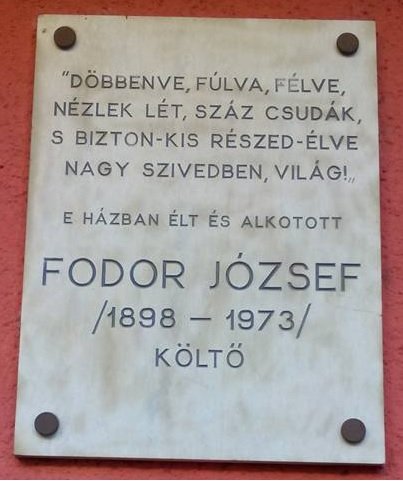 "DÖBBENVE, FÚLVA, FÉLVE,
NÉZLEK LÉT, SZÁZ CSUDÁK,
S BIZTON-KIS RÉSZED-ÉLVE
NAGY SZIVEDBEN, VILÁG!„
E HÁZBAN ÉLT ÉS ALKOTOTT
FODOR JÓZSEF
/1898 – 1973/
KÖLTŐ